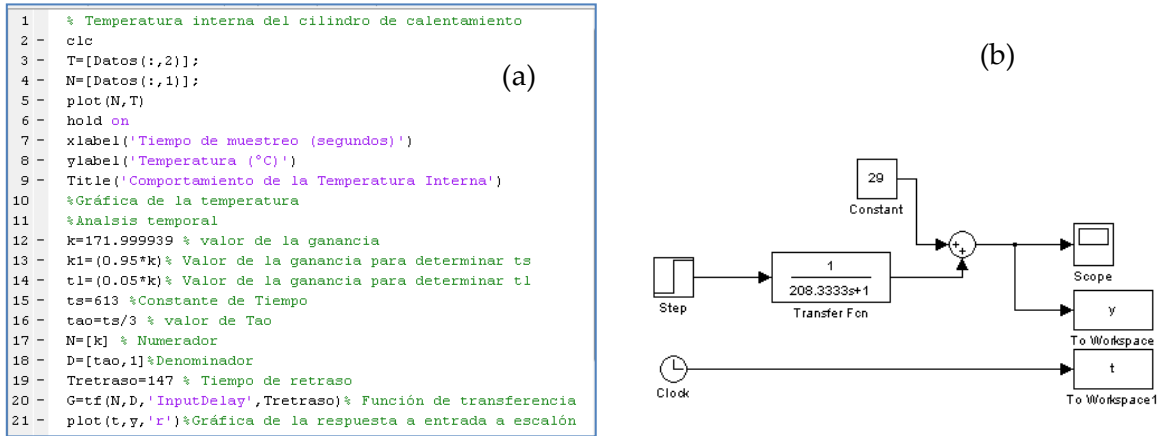 1 % Temperatura interna del cilindro de calentamiento
2 - clc
3 - T=[Datos(:,2)];
4 - N=[Datos(:,1)];
5 - plot(N,T)
6 - hold on
7 - xlabel('Tiempo de muestreo (segundos)')
8 - ylabel('Temperatura (°C)')
9 - Title('Comportamiento de la Temperatura Interna')
10 %Gráfica de la temperatura
11 %Analsis temporal
12 - k=171.999939 % valor de la ganancia
13 - k1=(0.95*k)% Valor de la ganancia para determinar ts
14 - tl=(0.05*k)% Valor de la ganancia para determinar tl
15 - ts=613 %Constante de Tiempo
16 - tao=ts/3 % valor de Tao
17 - N=[k] % Numerador
18 - D=[tao,1]%Denominador
19 - Tretraso=147 % Tiempo de retraso
20 - G=tf(N,D,'InputDelay',Tretraso)% Función de transferencia
21 - plot(t,y,'r')%Gráfica de la respuesta a entrada a escalón
(a)
(b)
29
Constant
+
+
Scope
Step
1
208.3333s+1
Transfer Fcn
y
To Workspace
Clock
t
To Workspace1